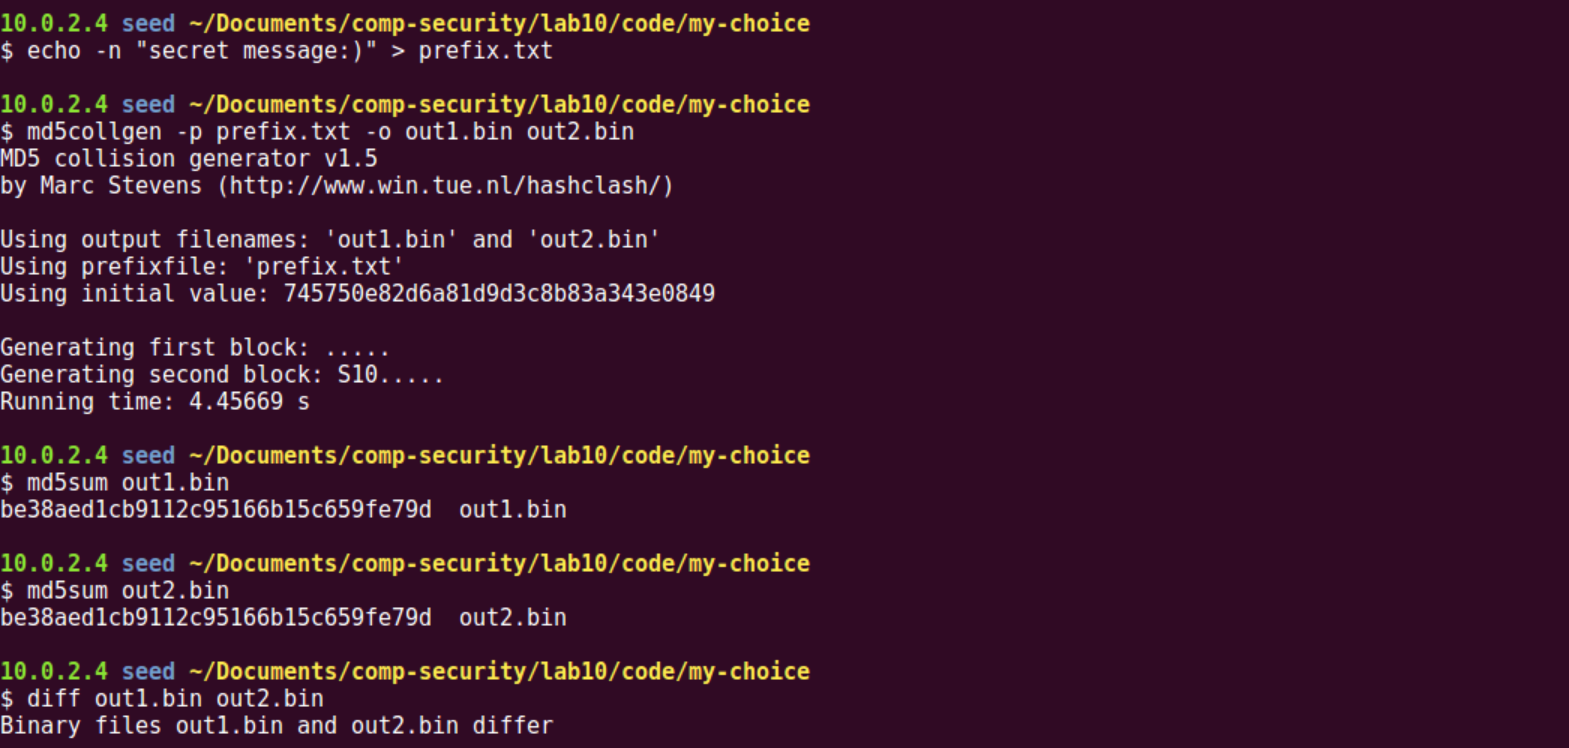 10.0.2.4 seed ~/Documents/comp-security/lab10/code/my-choice
$ echo -n "secret message:)" > prefix.txt
10.0.2.4 seed ~/Documents/comp-security/lab10/code/my-choice
$ md5collgen -p prefix.txt -o out1.bin out2.bin
MD5 collision generator v1.5
by Marc Stevens (http://www.win.tue.nl/hashclash/)
Using output filenames: 'out1.bin' and 'out2.bin'
Using prefixfile: 'prefix.txt'
Using initial value: 745750e82d6a81d9d3c8b83a343e0849
Generating first block: .....
Generating second block: S10.....
Running time: 4.45669 s
10.0.2.4 seed ~/Documents/comp-security/lab10/code/my-choice
$ md5sum out1.bin
be38aed1cb9112c95166b15c659fe79d  out1.bin
10.0.2.4 seed ~/Documents/comp-security/lab10/code/my-choice
$ md5sum out2.bin
be38aed1cb9112c95166b15c659fe79d  out2.bin
10.0.2.4 seed ~/Documents/comp-security/lab10/code/my-choice
$ diff out1.bin out2.bin
Binary files out1.bin and out2.bin differ